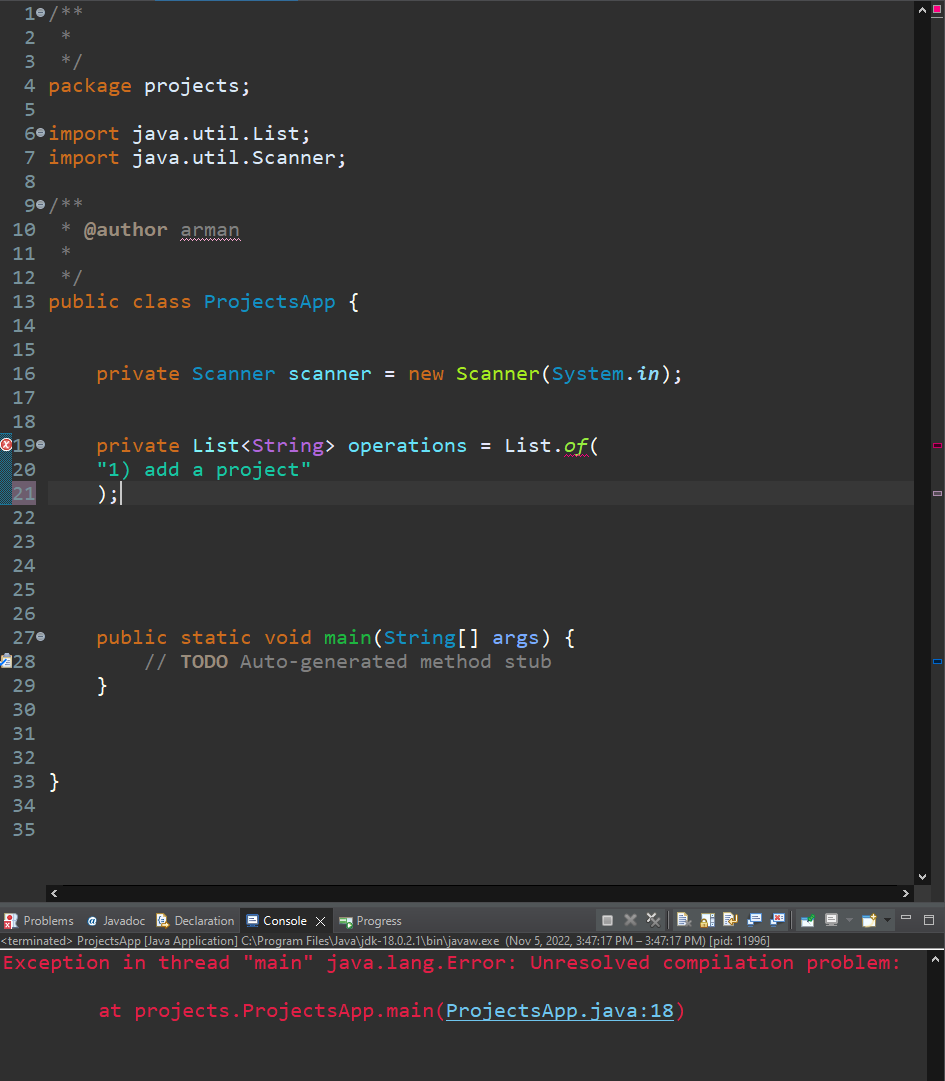 1 /**
2  *
3  */
4 package projects;
5
6 import java.util.List;
7 import java.util.Scanner;
8
9 /**
10  * @author arman
11  *
12  */
13 public class ProjectsApp {
14
15
16     private Scanner scanner = new Scanner(System.in);
17
18
19     private List<String> operations = List.of(
20     "1) add a project"
21     );
22
23
24
25
26
27     public static void main(String[] args) {
28         // TODO Auto-generated method stub
29     }
30
31
32
33 }
34
35
Problems @ Javadoc Declaration Console Progress
<terminated> ProjectsApp [Java Application] C:\Program Files\Java\jdk-18.0.2.1\bin\javaw.exe (Nov 5, 2022, 3:47:17 PM – 3:47:17 PM) [pid: 11996]
Exception in thread "main" java.lang.Error: Unresolved compilation problem:
        at projects.ProjectsApp.main(ProjectsApp.java:18)